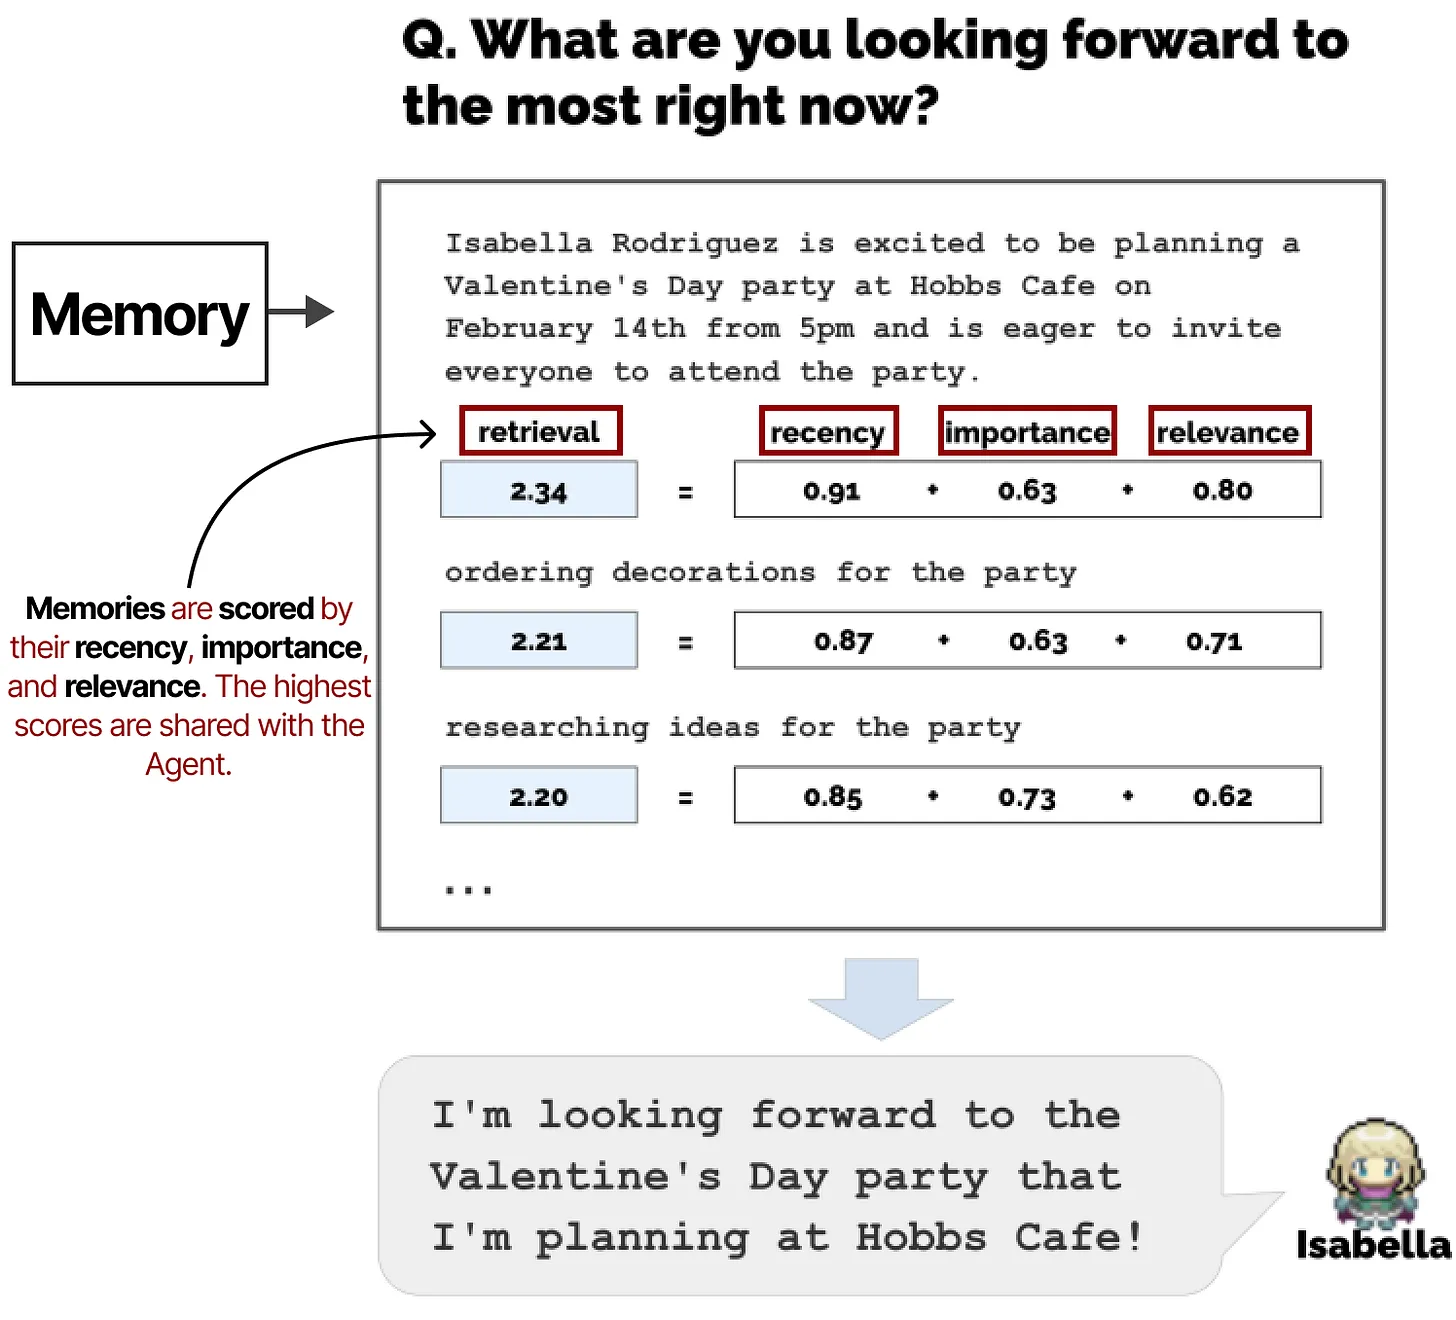 Q. What are you looking forward to
the most right now?
Memory
Isabella Rodriguez is excited to be planning a
Valentine's Day party at Hobbs Cafe on
February 14th from 5pm and is eager to invite
everyone to attend the party.
retrieval recency importance relevance
2.34 = 0.91 + 0.63 + 0.80
ordering decorations for the party
2.21 = 0.87 + 0.63 + 0.71
researching ideas for the party
2.20 = 0.85 + 0.73 + 0.62
...
Memories are scored by
their recency, importance,
and relevance. The highest
scores are shared with the
Agent.
I'm looking forward to the
Valentine's Day party that
I'm planning at Hobbs Cafe!
Isabella